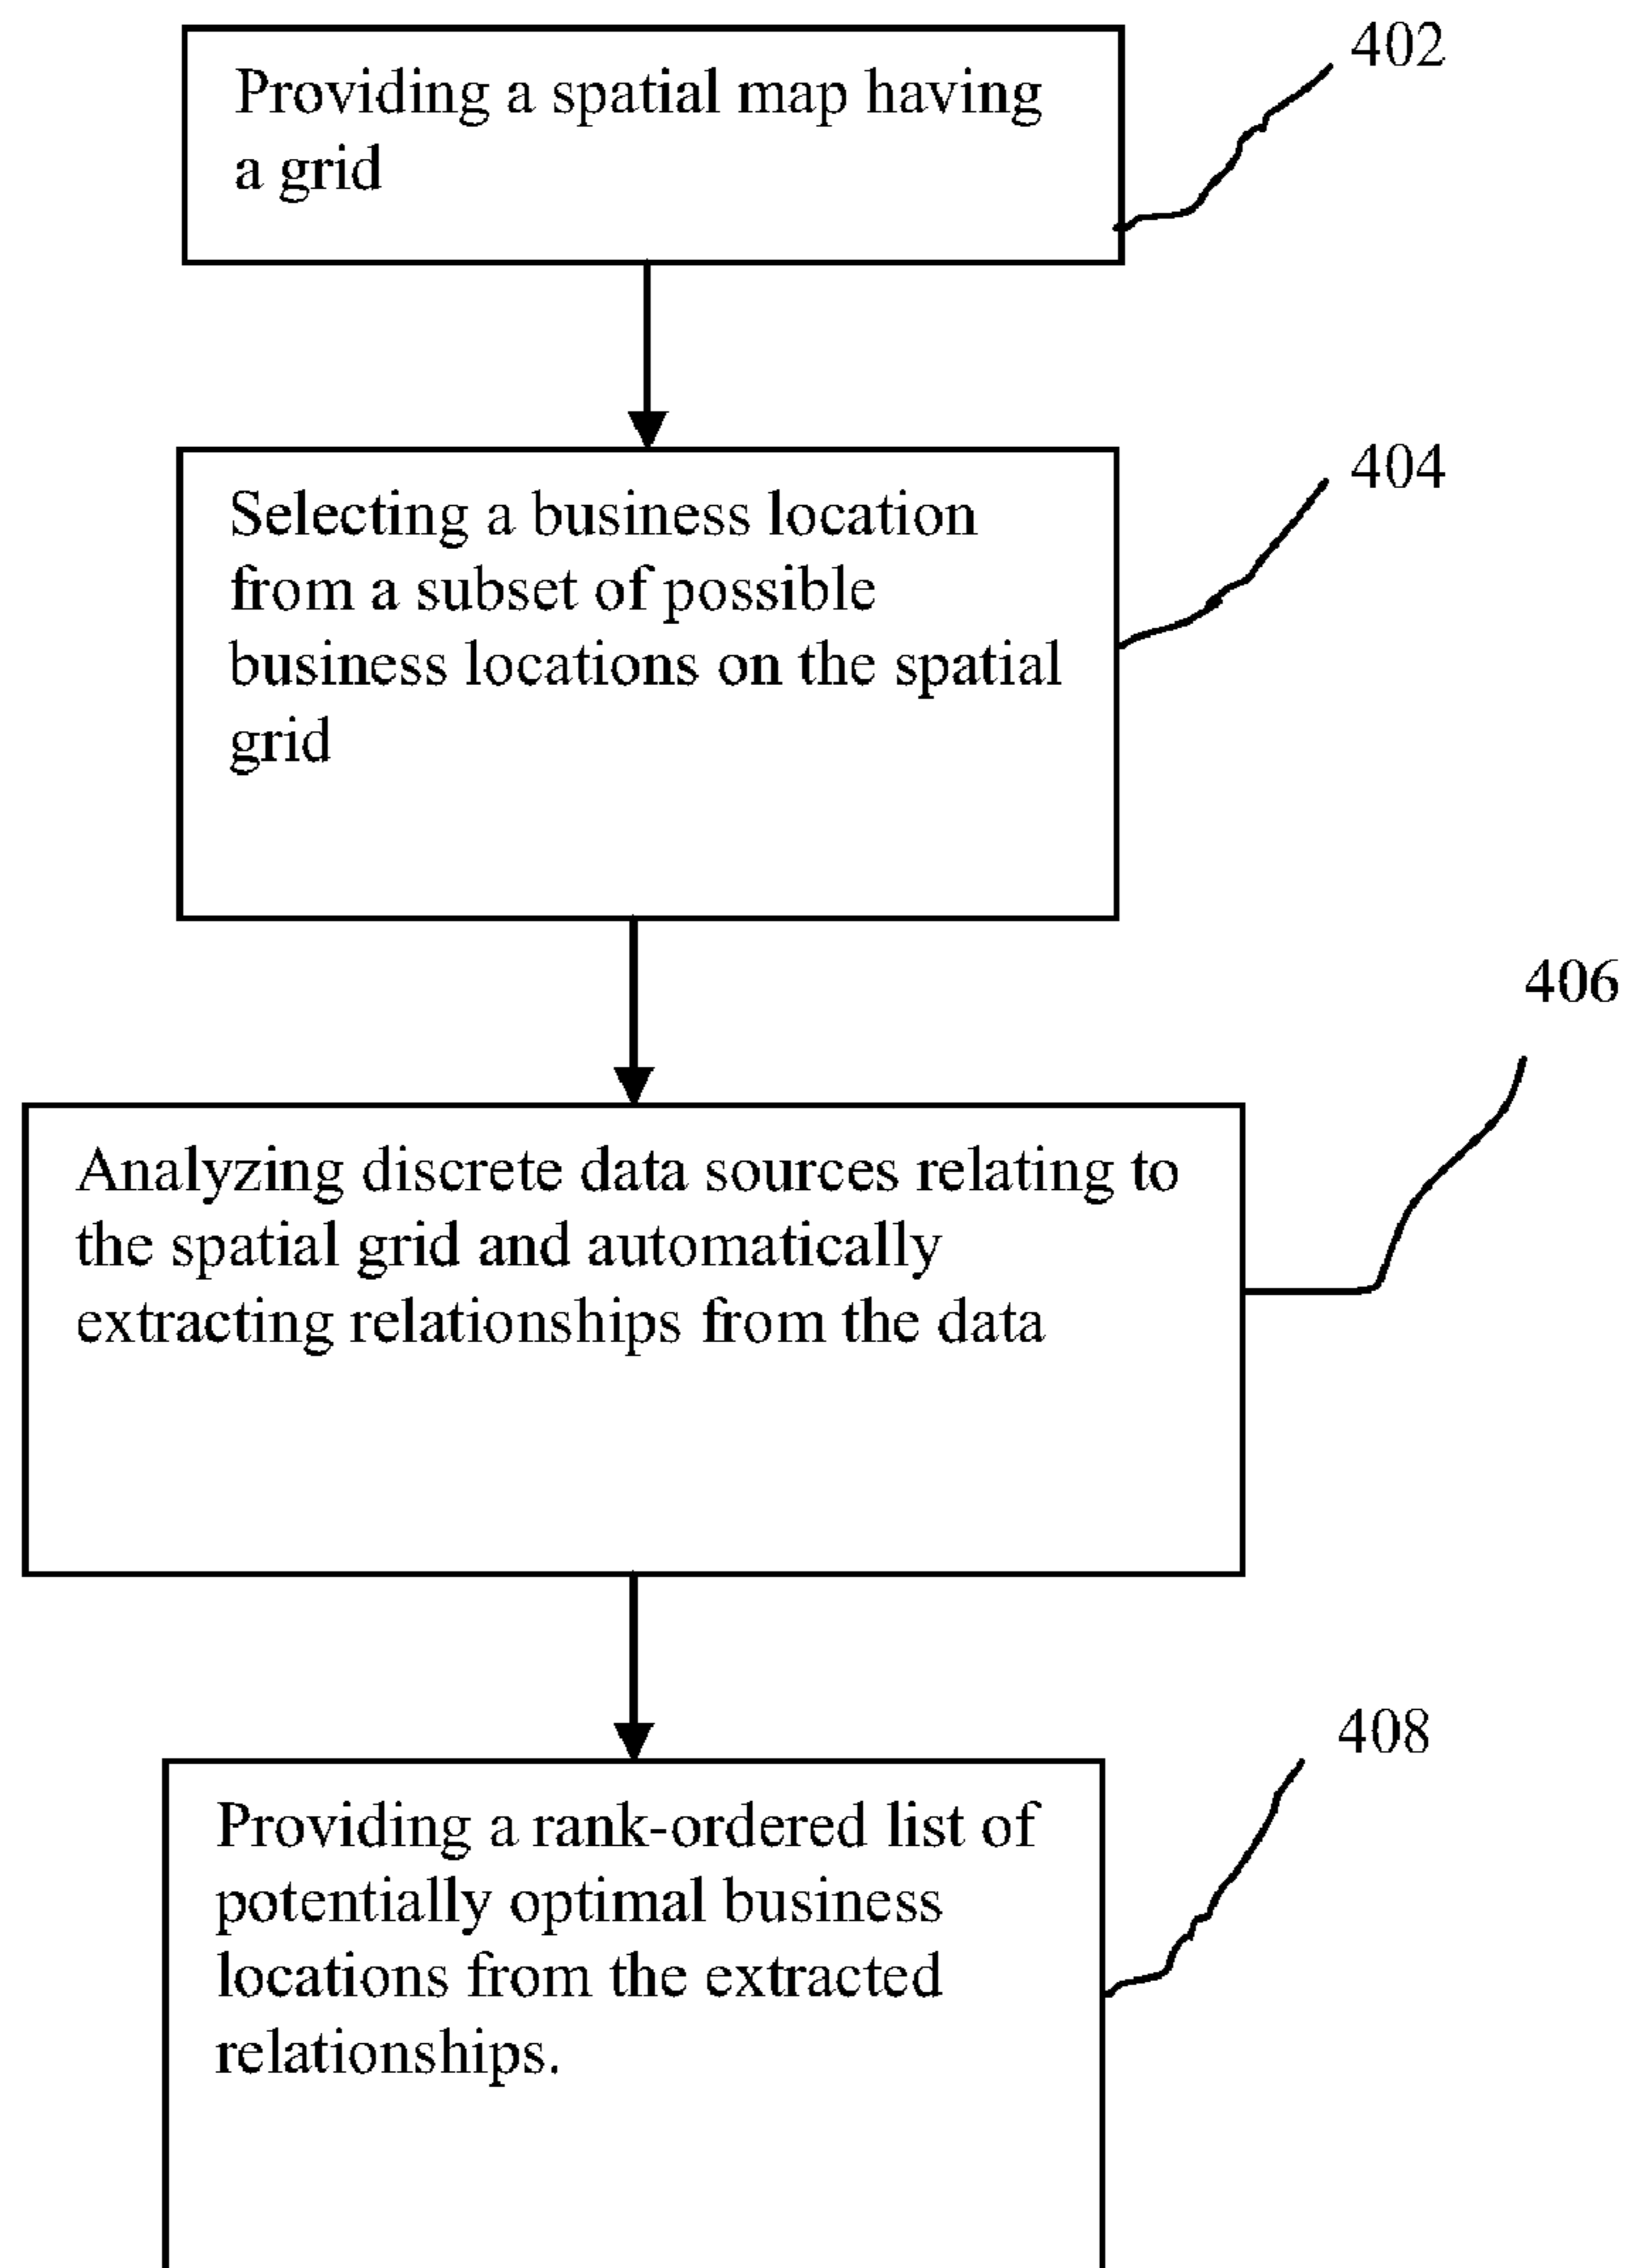 402
Providing a spatial map having
a grid
404
Selecting a business location
from a subset of possible
business locations on the spatial
grid
406
Analyzing discrete data sources relating to
the spatial grid and automatically
extracting relationships from the data
408
Providing a rank-ordered list of
potentially optimal business
locations from the extracted
relationships.